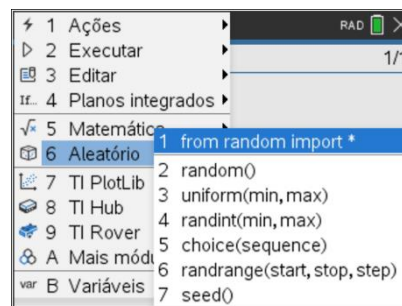 1 Ações
2 Executar
3 Editar
If... 4 Planos integrados
√x 5 Matemátic
6 Aleatório
7 TI PlotLib
8 TI Hub
9 TI Rover
A Mais módu
var B Variáveis
RAD
1/1
1 from random import *
2 random()
3 uniform(min, max)
4 randint(min, max)
5 choice(sequence)
6 randrange(start, stop, step)
7 seed()